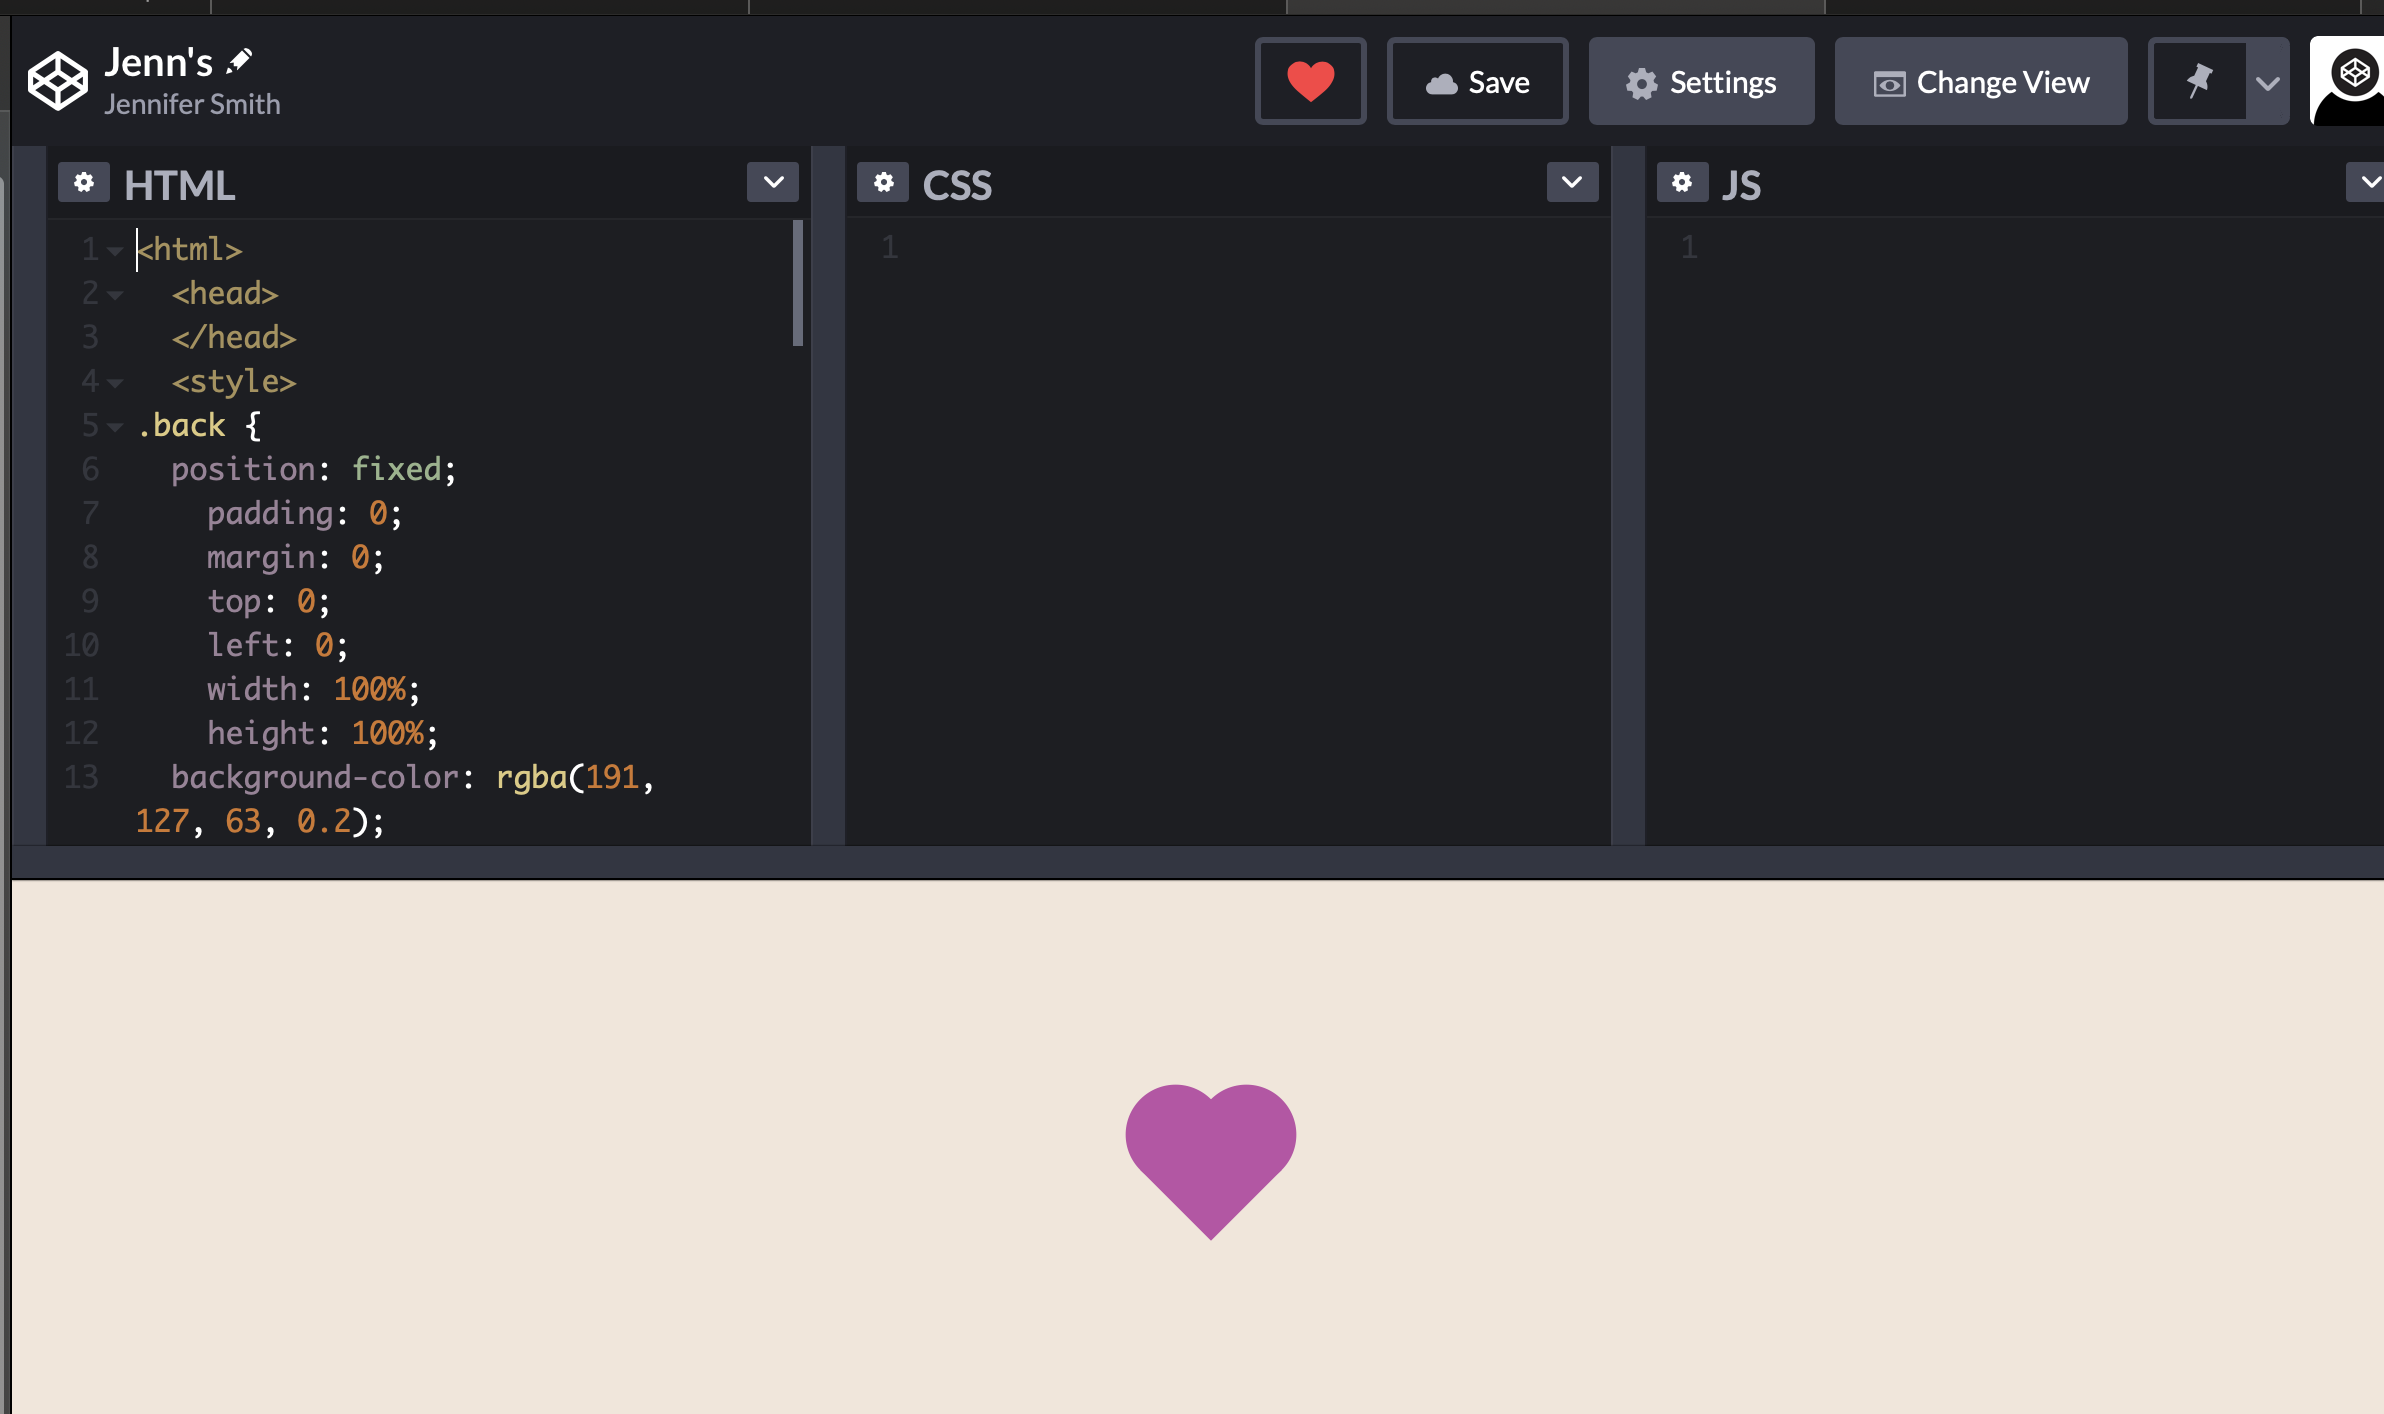 Jenn's
Jennifer Smith
Save
Settings
Change View
HTML
1 <html>
2 <head>
3 </head>
4 <style>
5 .back {
6 position: fixed;
7 padding: 0;
8 margin: 0;
9 top: 0;
10 left: 0;
11 width: 100%;
12 height: 100%;
13 background-color: rgba(191,
127, 63, 0.2);
CSS
1
JS
1